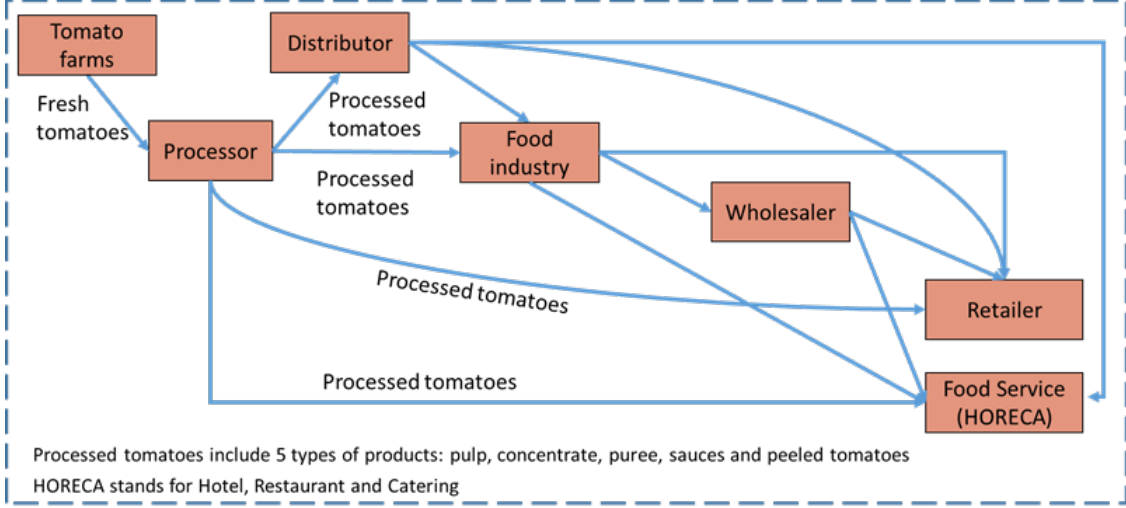 Tomato
farms
Distributor
Fresh
tomatoes
Processed
tomatoes
Processor
Food
industry
Processed
tomatoes
Wholesaler
Processed tomatoes
Retailer
Processed tomatoes
Food Service
(HORECA)
Processed tomatoes include 5 types of products: pulp, concentrate, puree, sauces and peeled tomatoes
HORECA stands for Hotel, Restaurant and Catering